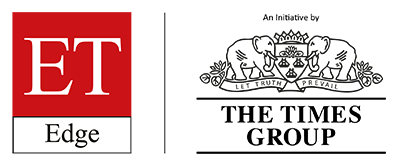 ET
Edge
An Initiative by
LET TRUTH PREVAIL
THE TIMES
GROUP